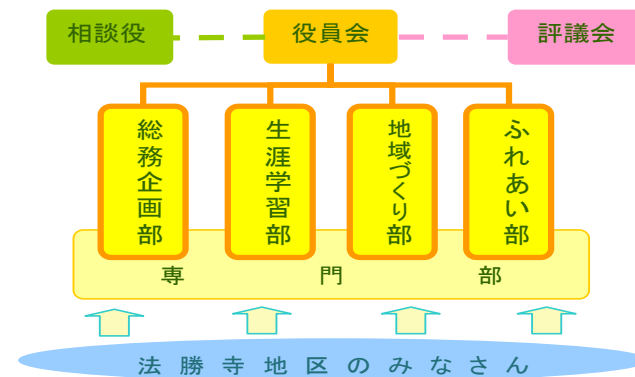 相談役
役員会
評議会
総務企画部
生涯学習部
地域づくり部
ふれあい部
専門部
法勝寺地区のみなさん